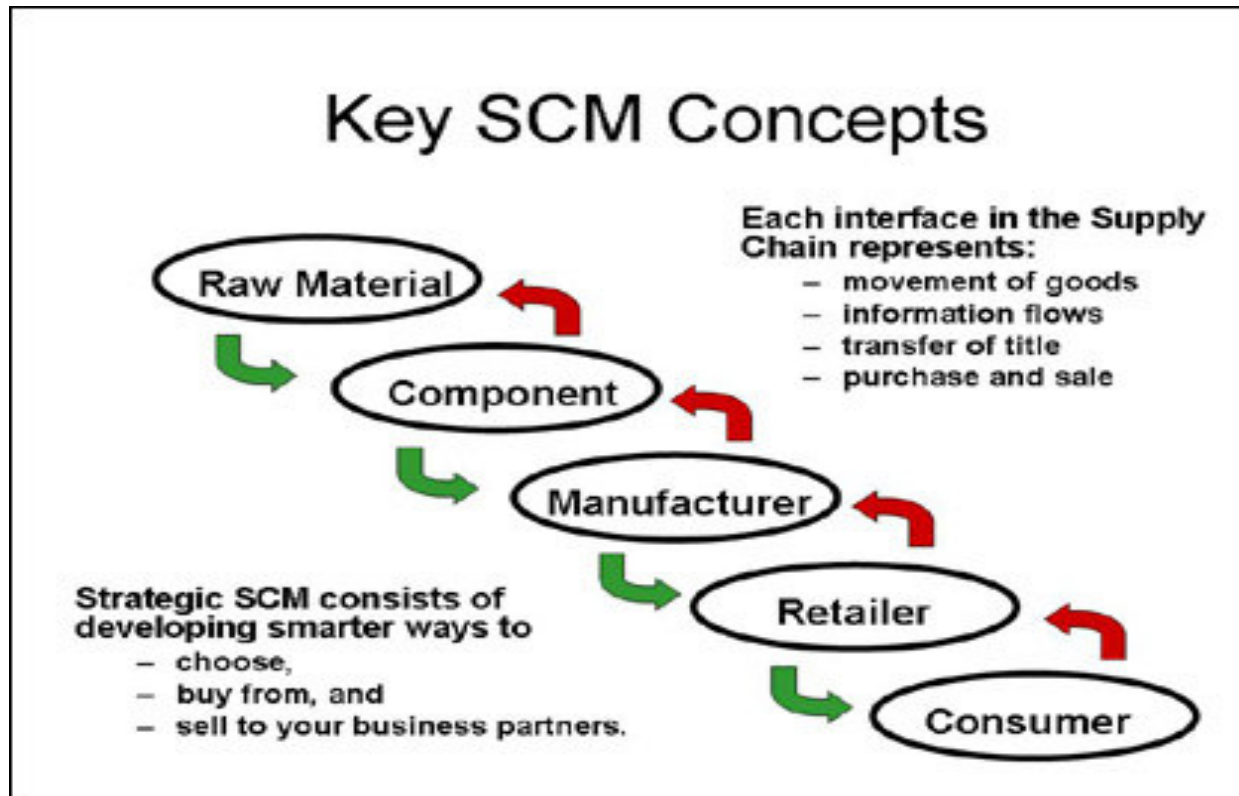 Key SCM Concepts
Each interface in the Supply
Chain represents:
– movement of goods
– information flows
– transfer of title
– purchase and sale
Raw Material
Component
Manufacturer
Retailer
Consumer
Strategic SCM consists of
developing smarter ways to
– choose,
– buy from, and
– sell to your business partners.